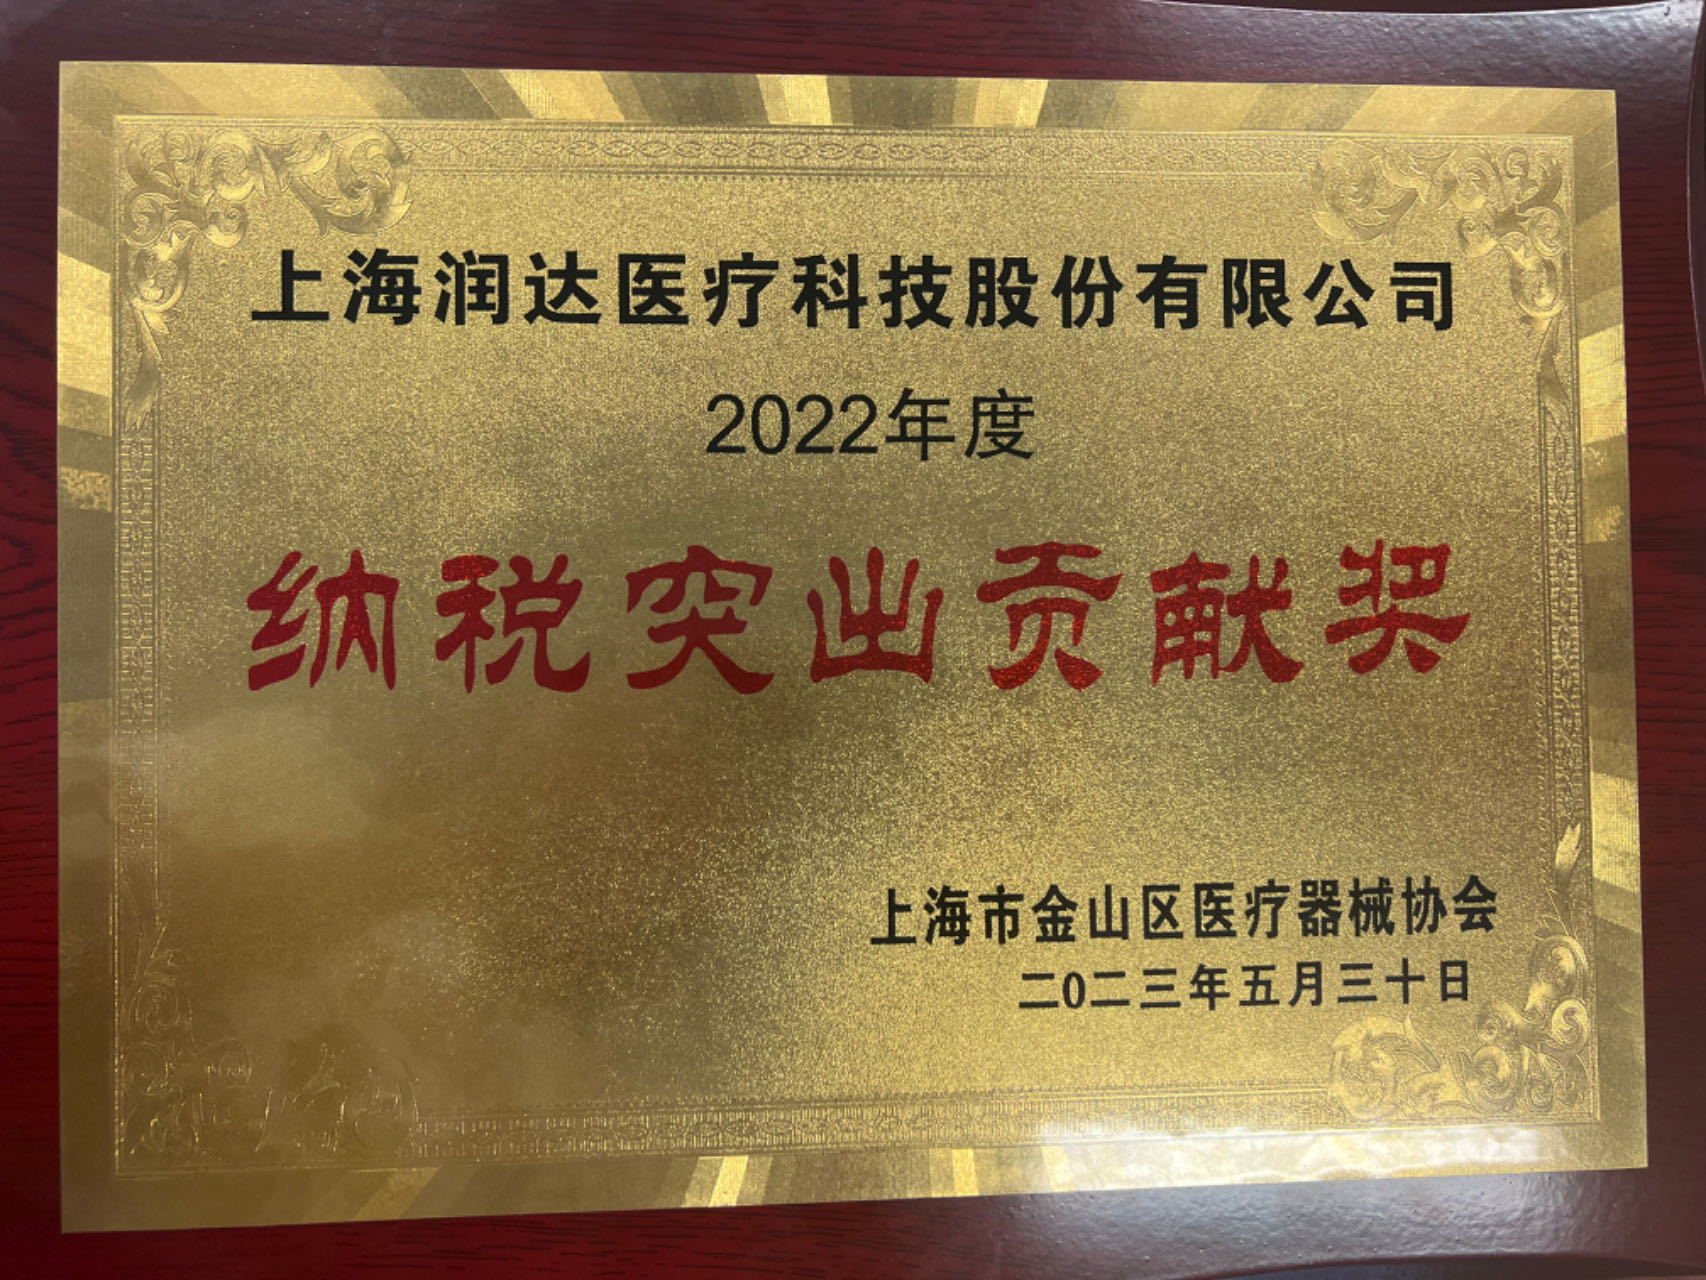 上海润达医疗科技股份有限公司
2022年度
纳税突出贡献奖
上海市金山区医疗器械协会
二0二三年五月三十日